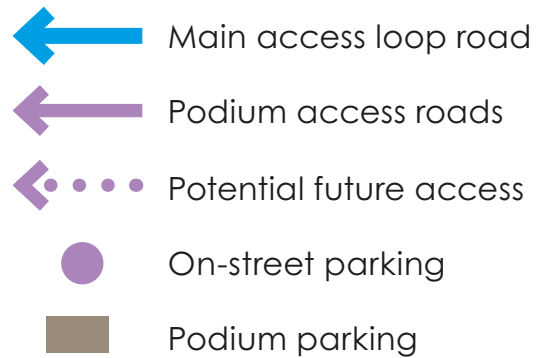 Main access loop road
Podium access roads
Potential future access
On-street parking
Podium parking